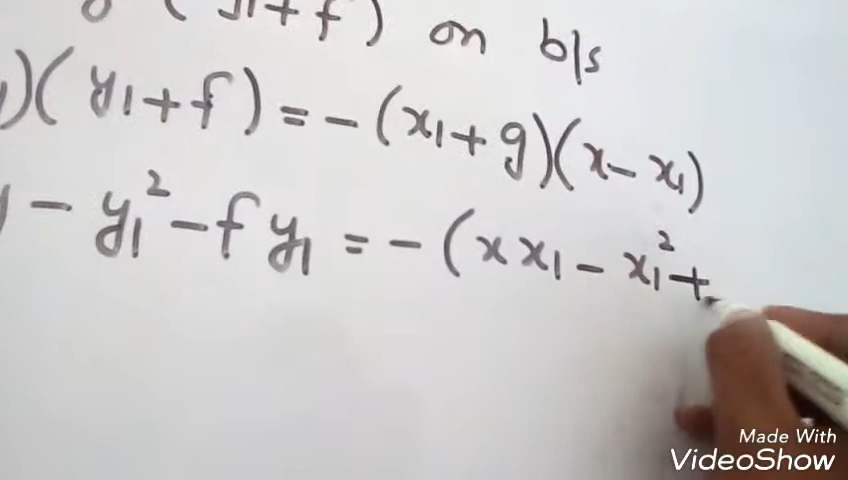 (y₁+f) on b/s
)(y₁+f) = -(x₁+g)(x-x₁)
- y₁² - fy₁ = -(xx₁ - x₁² +
Made With
VideoShow